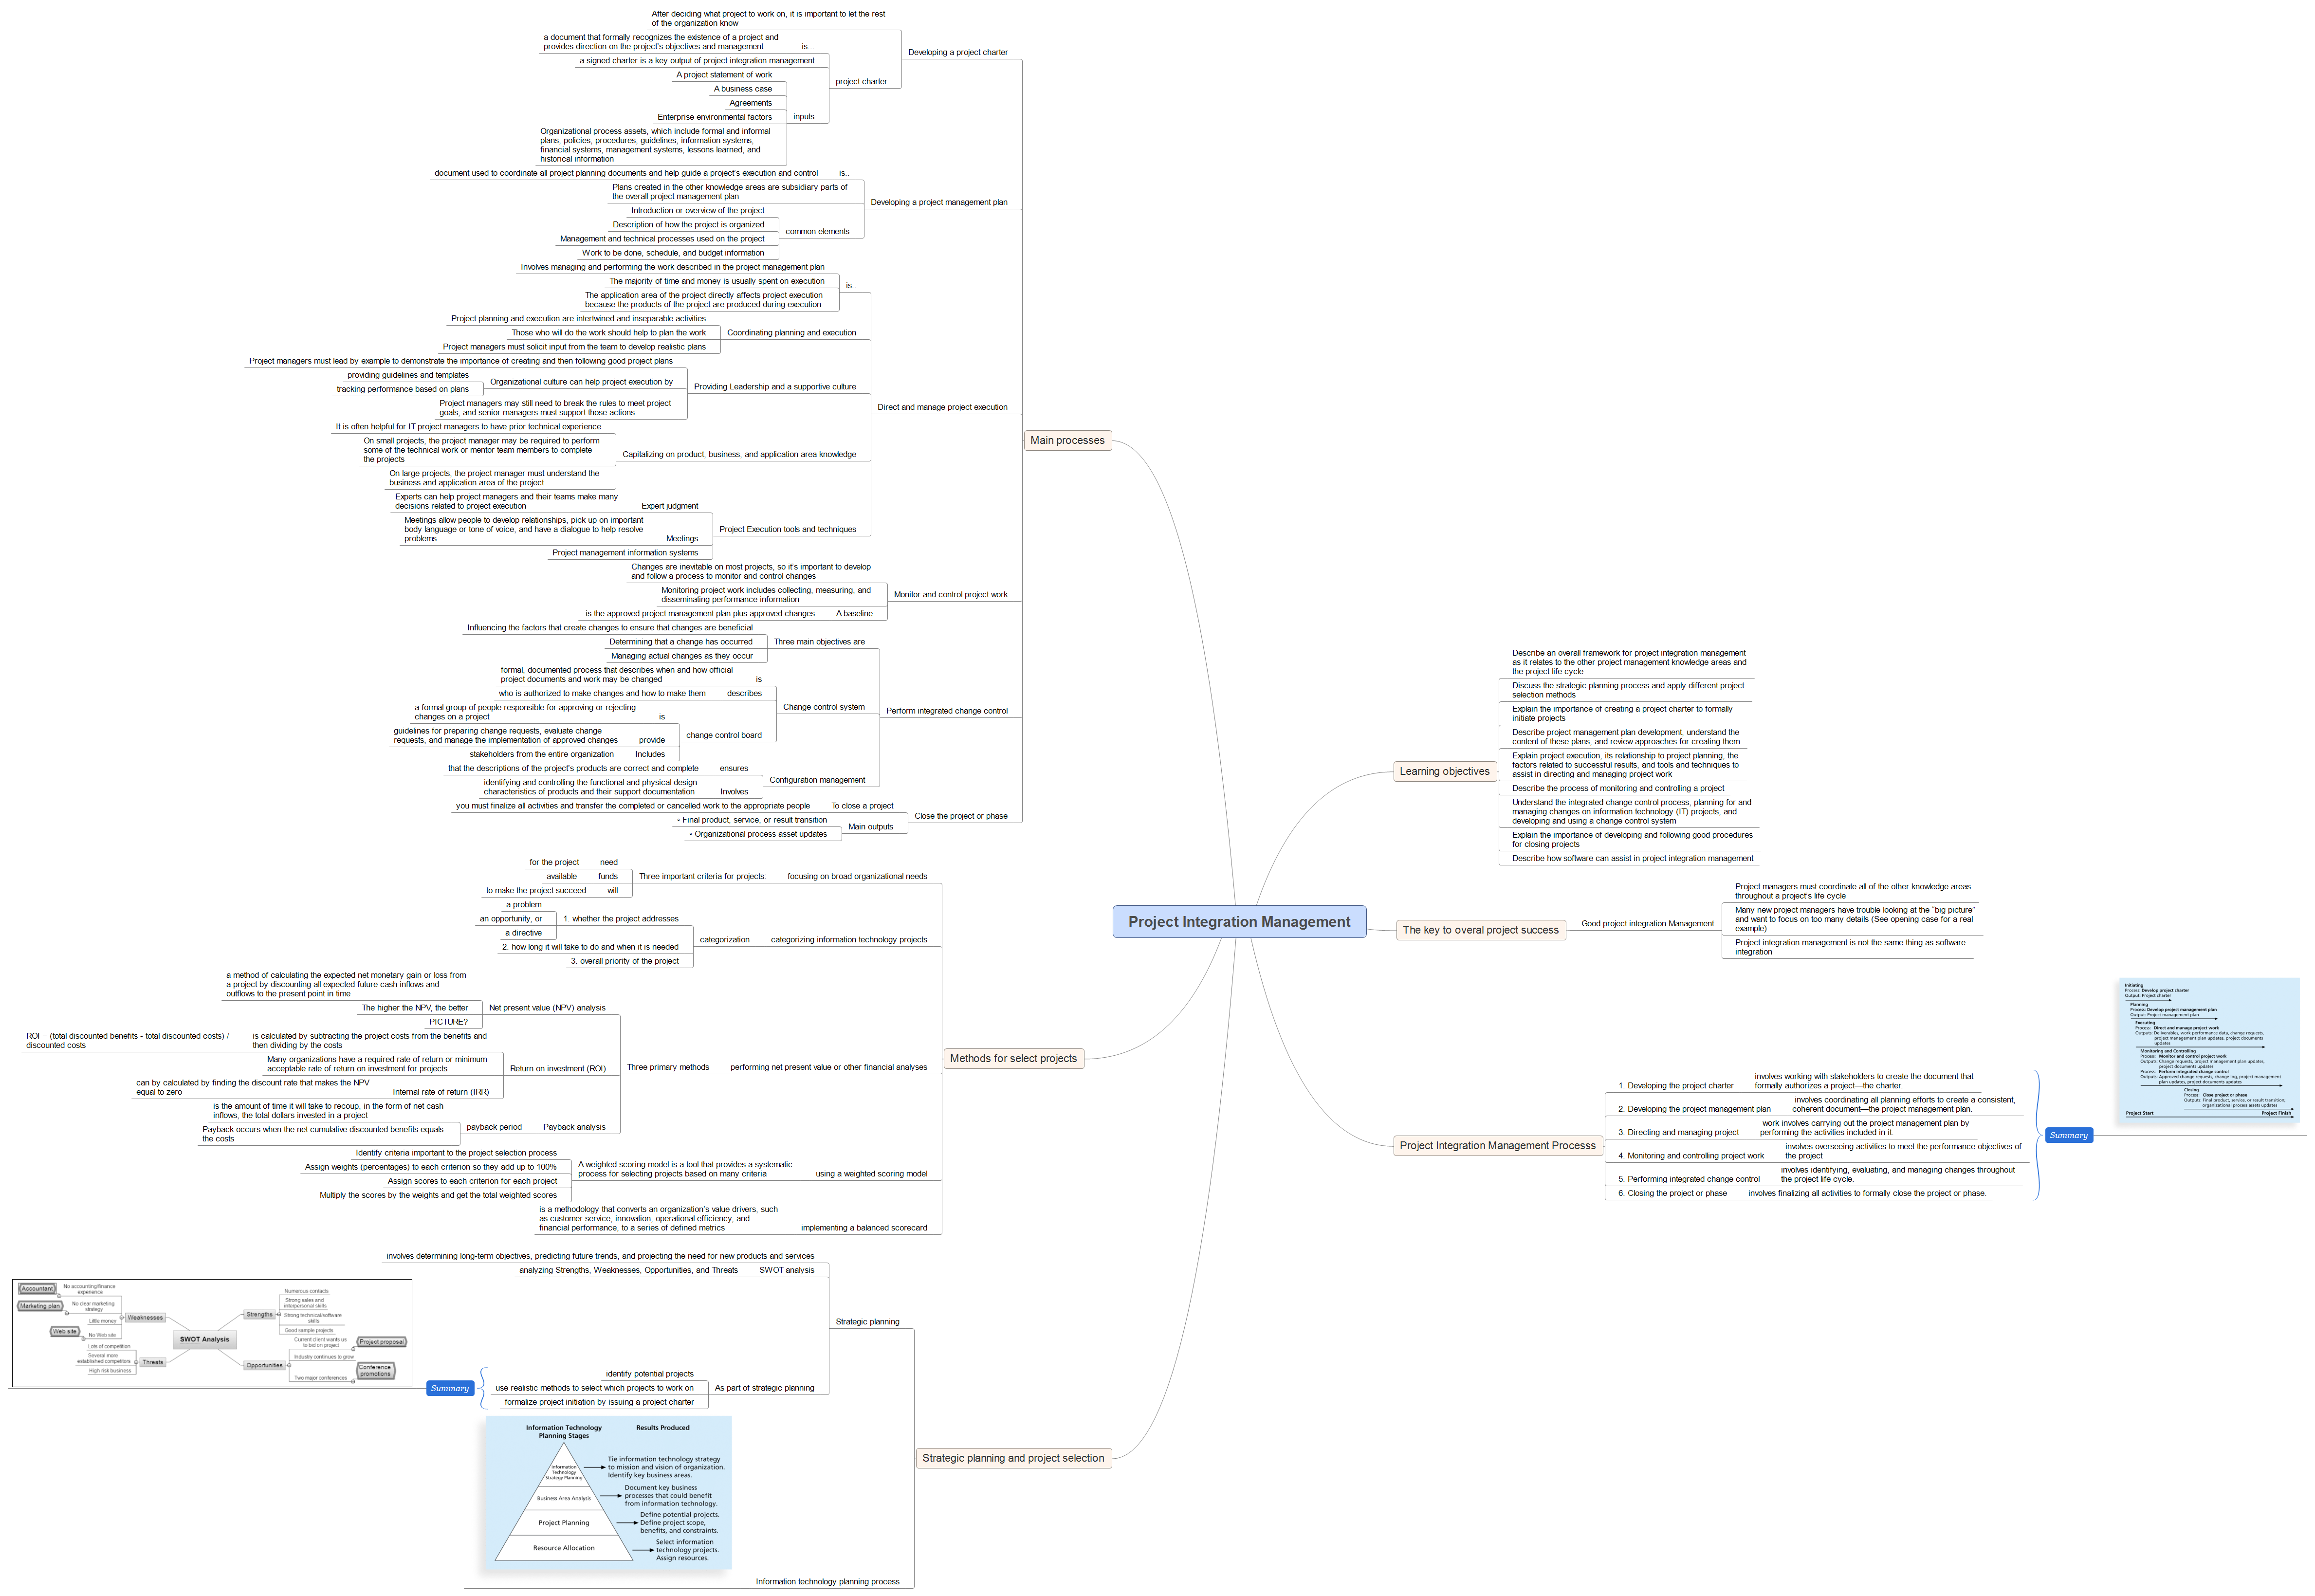 Project Integration Management
Main processes
Developing a project charter
After deciding what project to work on, it is important to let the rest
of the organization know
project charter
a document that formally recognizes the existence of a project and
provides direction on the project's objectives and management
is...
a signed charter is a key output of project integration management
inputs
A project statement of work
A business case
Agreements
Enterprise environmental factors
Organizational process assets, which include formal and informal
plans, policies, procedures, guidelines, information systems,
financial systems, management systems, lessons learned, and
historical information
Developing a project management plan
document used to coordinate all project planning documents and help guide a project's execution and control
is..
Plans created in the other knowledge areas are subsidiary parts of
the overall project management plan
common elements
Introduction or overview of the project
Description of how the project is organized
Management and technical processes used on the project
Work to be done, schedule, and budget information
Direct and manage project execution
is..
Involves managing and performing the work described in the project management plan
The majority of time and money is usually spent on execution
The application area of the project directly affects project execution
because the products of the project are produced during execution
Coordinating planning and execution
Project planning and execution are intertwined and inseparable activities
Those who will do the work should help to plan the work
Project managers must solicit input from the team to develop realistic plans
Providing Leadership and a supportive culture
Project managers must lead by example to demonstrate the importance of creating and then following good project plans
Organizational culture can help project execution by
providing guidelines and templates
tracking performance based on plans
Project managers may still need to break the rules to meet project
goals, and senior managers must support those actions
Capitalizing on product, business, and application area knowledge
It is often helpful for IT project managers to have prior technical experience
On small projects, the project manager may be required to perform
some of the technical work or mentor team members to complete
the projects
On large projects, the project manager must understand the
business and application area of the project
Project Execution tools and techniques
Experts can help project managers and their teams make many
decisions related to project execution
Expert judgment
Meetings allow people to develop relationships, pick up on important
body language or tone of voice, and have a dialogue to help resolve
problems.
Meetings
Project management information systems
Monitor and control project work
Changes are inevitable on most projects, so it's important to develop
and follow a process to monitor and control changes
Monitoring project work includes collecting, measuring, and
disseminating performance information
is the approved project management plan plus approved changes
A baseline
Perform integrated change control
Three main objectives are
Influencing the factors that create changes to ensure that changes are beneficial
Determining that a change has occurred
Managing actual changes as they occur
Change control system
formal, documented process that describes when and how official
project documents and work may be changed
is
who is authorized to make changes and how to make them
describes
change control board
a formal group of people responsible for approving or rejecting
changes on a project
is
guidelines for preparing change requests, evaluate change
requests, and manage the implementation of approved changes
provide
stakeholders from the entire organization
Includes
Configuration management
that the descriptions of the project's products are correct and complete
ensures
identifying and controlling the functional and physical design
characteristics of products and their support documentation
Involves
Close the project or phase
you must finalize all activities and transfer the completed or cancelled work to the appropriate people
To close a project
Main outputs
• Final product, service, or result transition
• Organizational process asset updates
Methods for select projects
focusing on broad organizational needs
Three important criteria for projects:
for the project
need
available
funds
to make the project succeed
will
categorizing information technology projects
categorization
1. whether the project addresses
a problem
an opportunity, or
a directive
2. how long it will take to do and when it is needed
3. overall priority of the project
performing net present value or other financial analyses
Three primary methods
Net present value (NPV) analysis
a method of calculating the expected net monetary gain or loss from
a project by discounting all expected future cash inflows and
outflows to the present point in time
The higher the NPV, the better
PICTURE?
Return on investment (ROI)
is calculated by subtracting the project costs from the benefits and
then dividing by the costs
ROI = (total discounted benefits - total discounted costs) /
discounted costs
Many organizations have a required rate of return or minimum
acceptable rate of return on investment for projects
can by calculated by finding the discount rate that makes the NPV
equal to zero
Internal rate of return (IRR)
Payback analysis
payback period
is the amount of time it will take to recoup, in the form of net cash
inflows, the total dollars invested in a project
Payback occurs when the net cumulative discounted benefits equals
the costs
using a weighted scoring model
A weighted scoring model is a tool that provides a systematic
process for selecting projects based on many criteria
Identify criteria important to the project selection process
Assign weights (percentages) to each criterion so they add up to 100%
Assign scores to each criterion for each project
Multiply the scores by the weights and get the total weighted scores
implementing a balanced scorecard
is a methodology that converts an organization's value drivers, such
as customer service, innovation, operational efficiency, and
financial performance, to a series of defined metrics
Strategic planning and project selection
Strategic planning
involves determining long-term objectives, predicting future trends, and projecting the need for new products and services
analyzing Strengths, Weaknesses, Opportunities, and Threats
SWOT analysis
As part of strategic planning
identify potential projects
use realistic methods to select which projects to work on
formalize project initiation by issuing a project charter
Summary
SWOT Analysis
Weaknesses
No accounting/finance
experience
Accountant
No clear marketing
strategy
Marketing plan
Little money
No Web site
Web site
Threats
Lots of competition
Several more
established competitors
High risk business
Strengths
Numerous contacts
Strong sales and
interpersonal skills
Strong technical/software
skills
Good sample projects
Opportunities
Current client wants us
to bid on project
Project proposal
Industry continues to grow
Two major conferences
Conference
promotions
Information technology planning process
Information Technology
Planning Stages
Results Produced
Information
Technology
Strategy Planning
Tie information technology strategy
to mission and vision of organization.
Identify key business areas.
Business Area Analysis
Document key business
processes that could benefit
from information technology.
Project Planning
Define potential projects.
Define project scope,
benefits, and constraints.
Resource Allocation
Select information
technology projects.
Assign resources.
Learning objectives
Describe an overall framework for project integration management
as it relates to the other project management knowledge areas and
the project life cycle
Discuss the strategic planning process and apply different project
selection methods
Explain the importance of creating a project charter to formally
initiate projects
Describe project management plan development, understand the
content of these plans, and review approaches for creating them
Explain project execution, its relationship to project planning, the
factors related to successful results, and tools and techniques to
assist in directing and managing project work
Describe the process of monitoring and controlling a project
Understand the integrated change control process, planning for and
managing changes on information technology (IT) projects, and
developing and using a change control system
Explain the importance of developing and following good procedures
for closing projects
Describe how software can assist in project integration management
The key to overal project success
Good project integration Management
Project managers must coordinate all of the other knowledge areas
throughout a project's life cycle
Many new project managers have trouble looking at the "big picture"
and want to focus on too many details (See opening case for a real
example)
Project integration management is not the same thing as software
integration
Project Integration Management Processs
1. Developing the project charter
involves working with stakeholders to create the document that
formally authorizes a project—the charter.
2. Developing the project management plan
involves coordinating all planning efforts to create a consistent,
coherent document—the project management plan.
3. Directing and managing project
work involves carrying out the project management plan by
performing the activities included in it.
4. Monitoring and controlling project work
involves overseeing activities to meet the performance objectives of
the project
5. Performing integrated change control
involves identifying, evaluating, and managing changes throughout
the project life cycle.
6. Closing the project or phase
involves finalizing all activities to formally close the project or phase.
Summary
Initiating
Process: Develop project charter
Output: Project charter
Planning
Process: Develop project management plan
Output: Project management plan
Executing
Process: Direct and manage project work
Outputs: Deliverables, work performance data, change requests,
project management plan updates, project documents
updates
Monitoring and Controlling
Process: Monitor and control project work
Outputs: Change requests, project management plan updates,
project documents updates
Process: Perform integrated change control
Outputs: Approved change requests, change log, project management
plan updates, project documents updates
Closing
Process: Close project or phase
Outputs: Final product, service, or result transition;
organizational process assets updates
Project Start
Project Finish